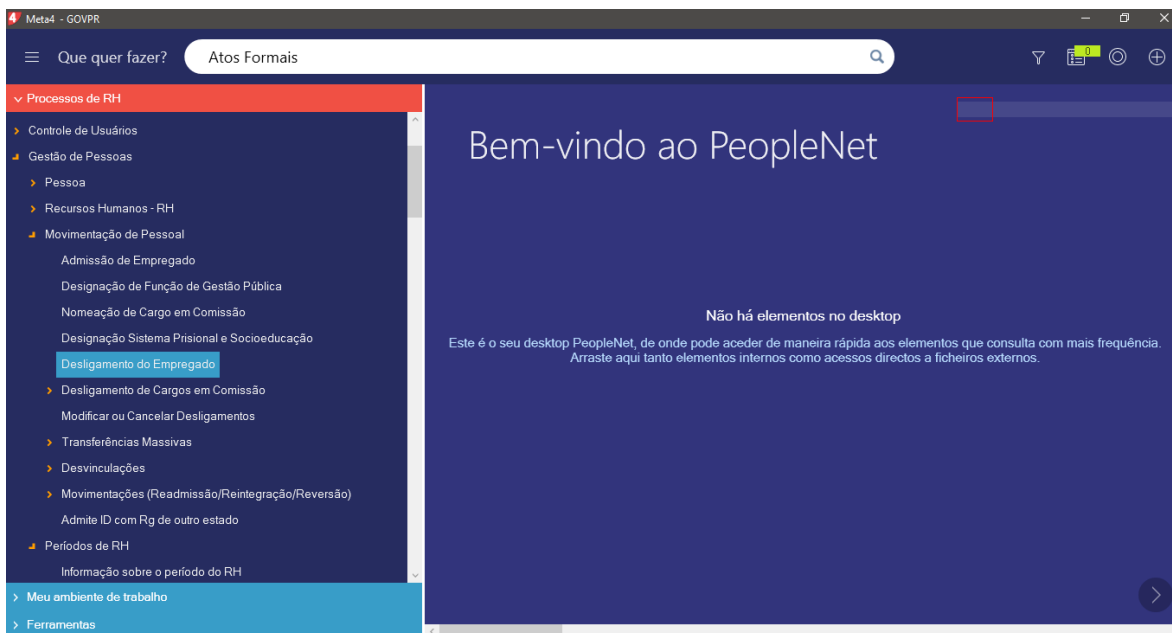 Meta4 - GOVPR
Que quer fazer?
Atos Formais
0
Processos de RH
Controle de Usuários
Gestão de Pessoas
Pessoa
Recursos Humanos - RH
Movimentação de Pessoal
Admissão de Empregado
Designação de Função de Gestão Pública
Nomeação de Cargo em Comissão
Designação Sistema Prisional e Socioeducação
Desligamento do Empregado
Desligamento de Cargos em Comissão
Modificar ou Cancelar Desligamentos
Transferências Massivas
Desvinculações
Movimentações (Readmissão/Reintegração/Reversão)
Admite ID com Rg de outro estado
Períodos de RH
Informação sobre o período do RH
Meu ambiente de trabalho
Ferramentas
Bem-vindo ao PeopleNet
Não há elementos no desktop
Este é o seu desktop PeopleNet, de onde pode aceder de maneira rápida aos elementos que consulta com mais frequência.
Arraste aqui tanto elementos internos como acessos directos a ficheiros externos.